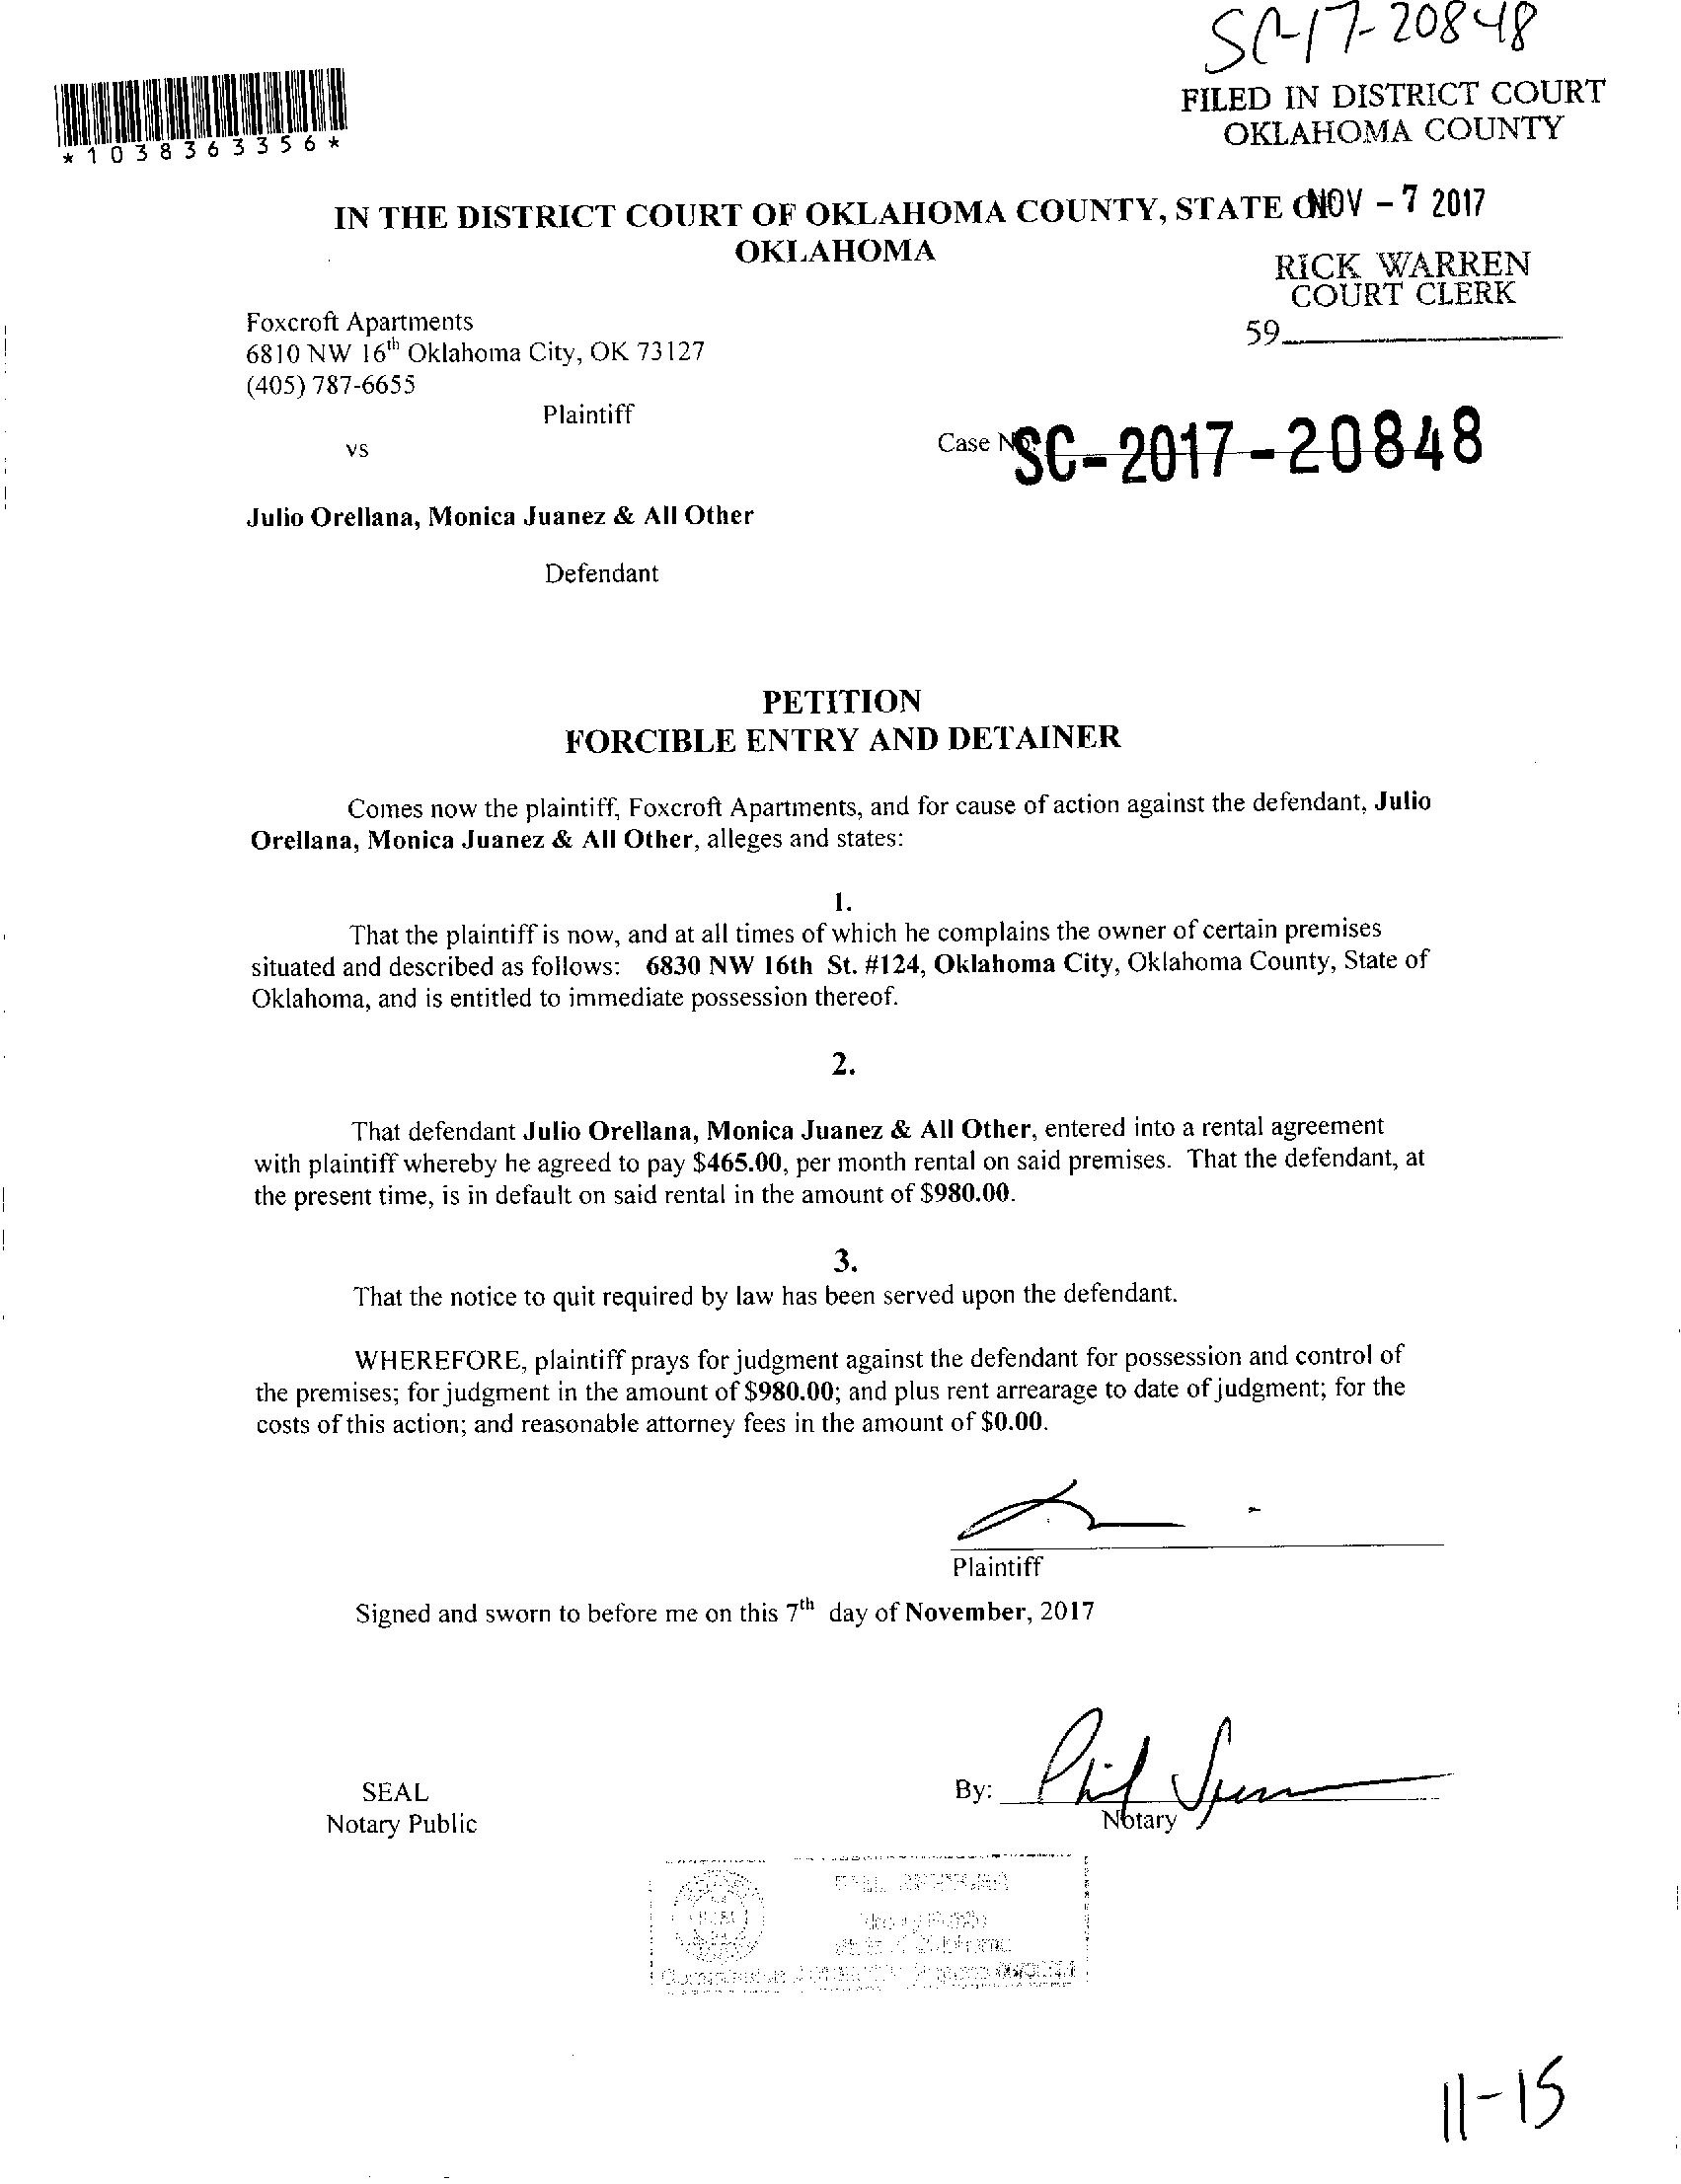 SC-17-20848
*1038363356*
FILED IN DISTRICT COURT
OKLAHOMA COUNTY
IN THE DISTRICT COURT OF OKLAHOMA COUNTY, STATE
NOV - 7 2017
OKLAHOMA
RICK WARREN
COURT CLERK
59
Foxcroft Apartments
6810 NW 16th Oklahoma City, OK 73127
(405) 787-6655
Plaintiff
vs
Case No:
SC-2017-20848
Julio Orellana, Monica Juanez & All Other
Defendant
PETITION
FORCIBLE ENTRY AND DETAINER
Comes now the plaintiff, Foxcroft Apartments, and for cause of action against the defendant, Julio
Orellana, Monica Juanez & All Other, alleges and states:
1.
That the plaintiff is now, and at all times of which he complains the owner of certain premises
situated and described as follows: 6830 NW 16th St. #124, Oklahoma City, Oklahoma County, State of
Oklahoma, and is entitled to immediate possession thereof.
2.
That defendant Julio Orellana, Monica Juanez & All Other, entered into a rental agreement
with plaintiff whereby he agreed to pay $465.00, per month rental on said premises. That the defendant, at
the present time, is in default on said rental in the amount of $980.00.
3.
That the notice to quit required by law has been served upon the defendant.
WHEREFORE, plaintiff prays for judgment against the defendant for possession and control of
the premises; for judgment in the amount of $980.00; and plus rent arrearage to date of judgment; for the
costs of this action; and reasonable attorney fees in the amount of $0.00.
Plaintiff
Signed and sworn to before me on this 7th day of November, 2017
SEAL
Notary Public
By:
Phil
Notary
11-15